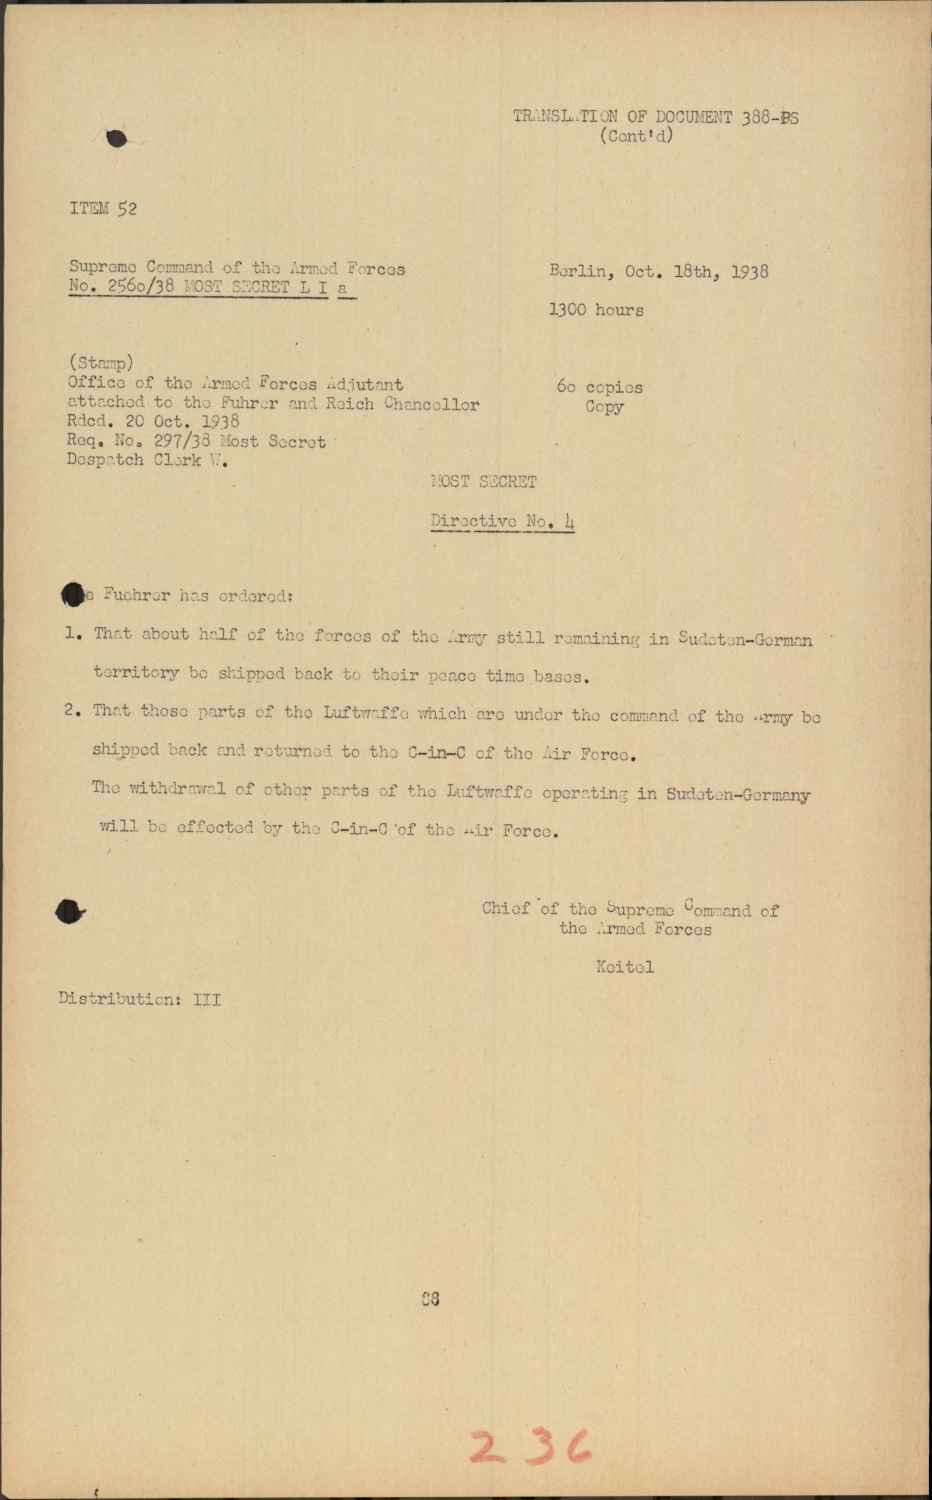 TRANSLATION OF DOCUMENT 388-PS
(Cont'd)
ITEM 52
Supreme Command of the Armed Forces
No. 2560/38 MOST SECRET L I a
Berlin, Oct. 18th, 1938
1300 hours
(Stamp)
Office of the Armed Forces Adjutant
attached to the Fuhrer and Reich Chancellor
Rdcd. 20 Oct. 1938
Req. No. 297/38 Most Secret
Despatch Clerk W.
60 copies
Copy
MOST SECRET
Directive No. 4
e Fuehrer has ordered:
1. That about half of the forces of the Army still remaining in Sudeten-German
territory be shipped back to their peace time bases.
2. That those parts of the Luftwaffe which are under the command of the Army be
shipped back and returned to the C-in-C of the Air Force.
The withdrawal of other parts of the Luftwaffe operating in Sudeten-Germany
will be effected by the C-in-C of the Air Force.
Chief of the Supreme Command of
the Armed Forces
Keitel
Distribution: III
88
236